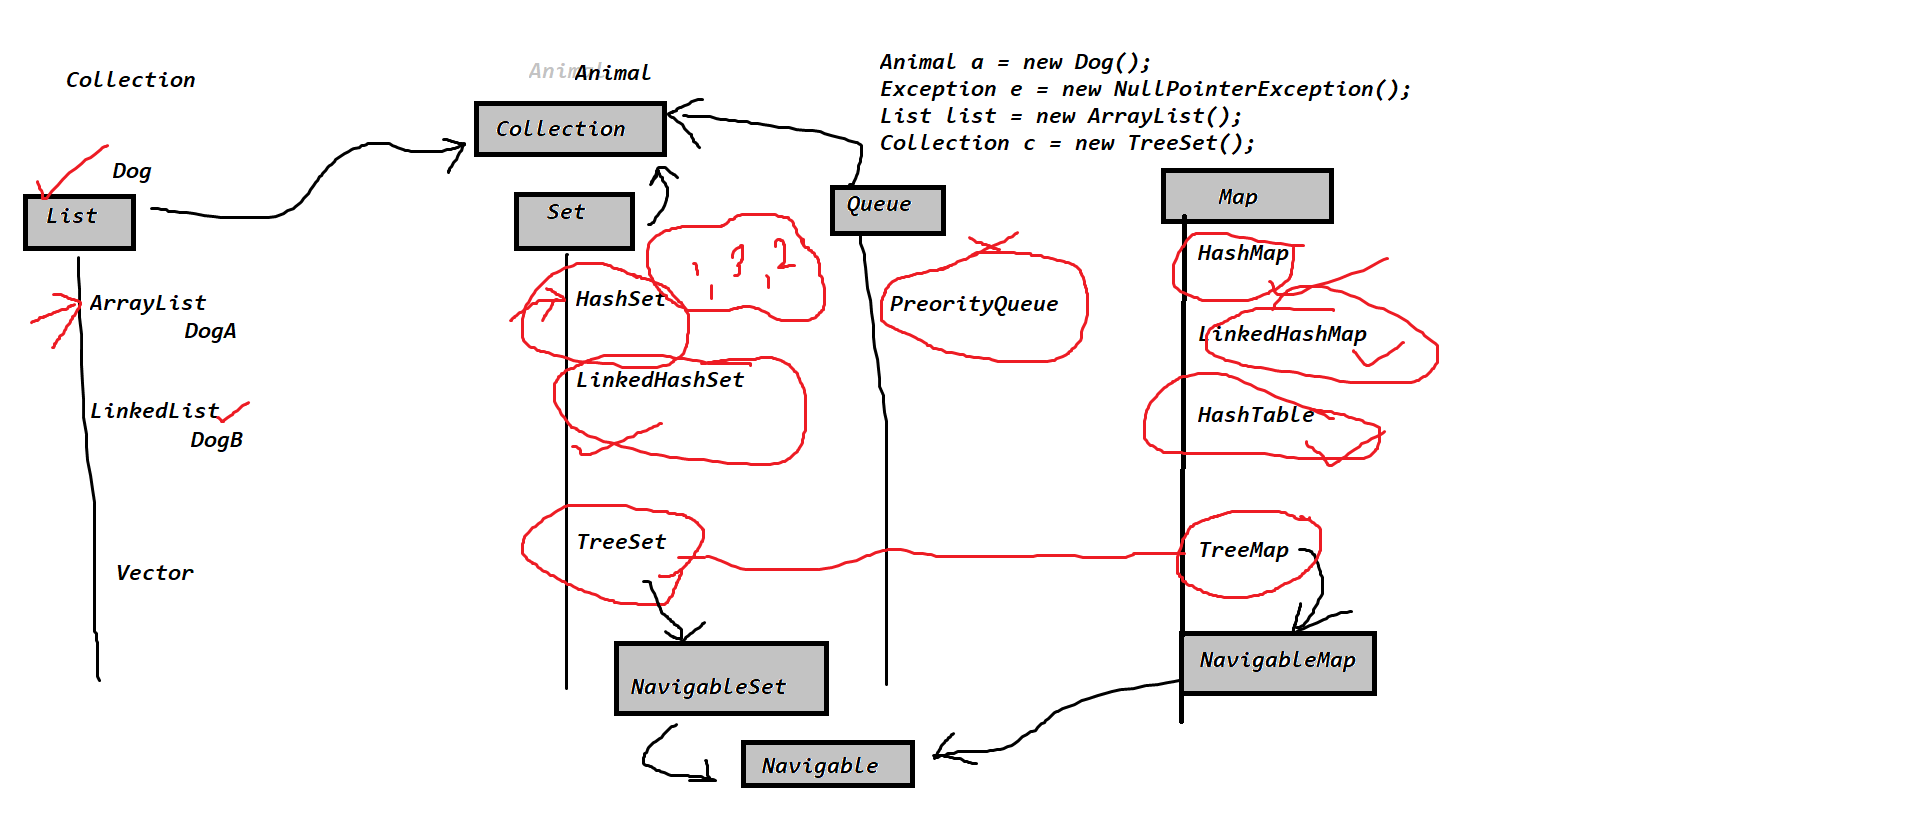 Collection
Animal
Animal
Animal a = new Dog();
Exception e = new NullPointerException();
List list = new ArrayList();
Collection c = new TreeSet();
Collection
Dog
List
Set
Queue
Map
HashMap
, 3, 2
HashSet
ArrayList
DogA
PreorityQueue
LinkedHashMap
LinkedHashSet
LinkedList
DogB
HashTable
TreeSet
TreeMap
Vector
NavigableSet
NavigableMap
Navigable